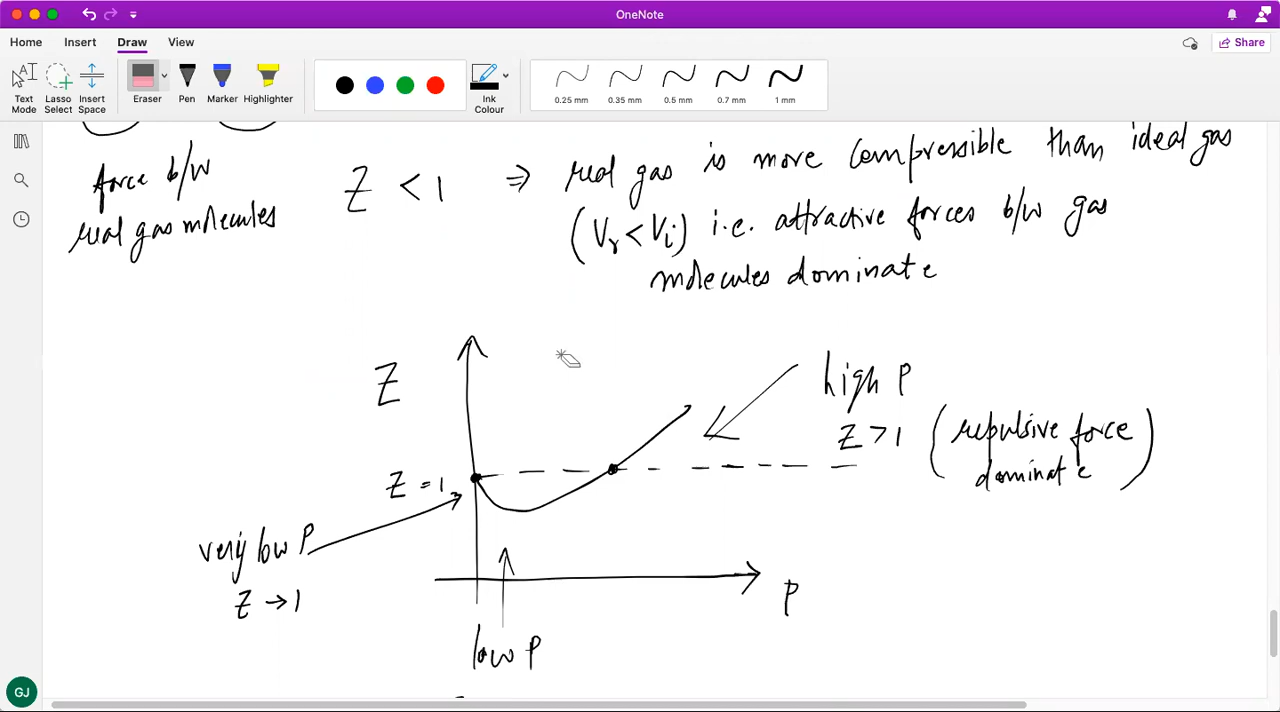 OneNote
Home Insert Draw View
Share
Text Mode
Lasso Select
Insert Space
Eraser
Pen
Marker
Highlighter
Ink Colour
0.25 mm
0.35 mm
0.5 mm
0.7 mm
1 mm
force b/w
real gas molecules
Z < 1 ⇒ real gas is more compressible than ideal gas
(Vr < Vi) i.e. attractive forces b/w gas
molecules dominate
Z
high P
Z > 1 (repulsive force
dominate)
Z = 1
very low P
Z → 1
P
low P
GJ